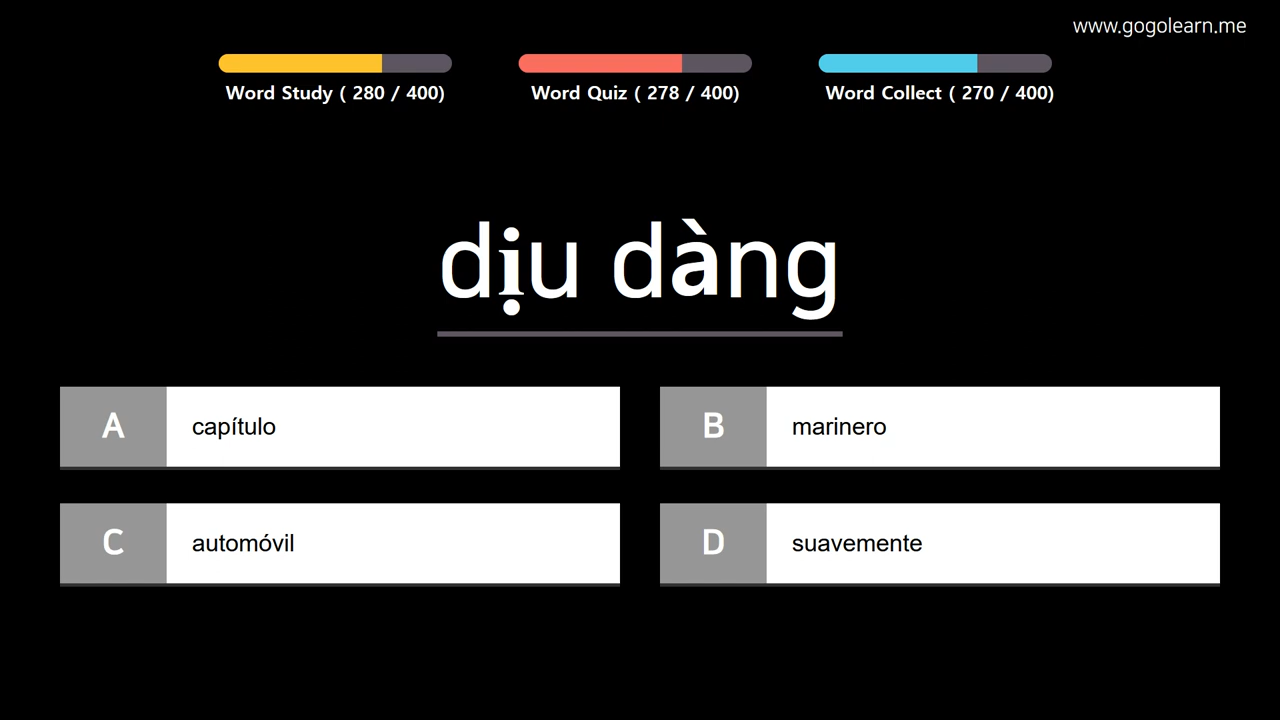 www.gogolearn.me
Word Study ( 280 / 400)
Word Quiz ( 278 / 400)
Word Collect ( 270 / 400)
dịu dàng
A capítulo
B marinero
C automóvil
D suavemente